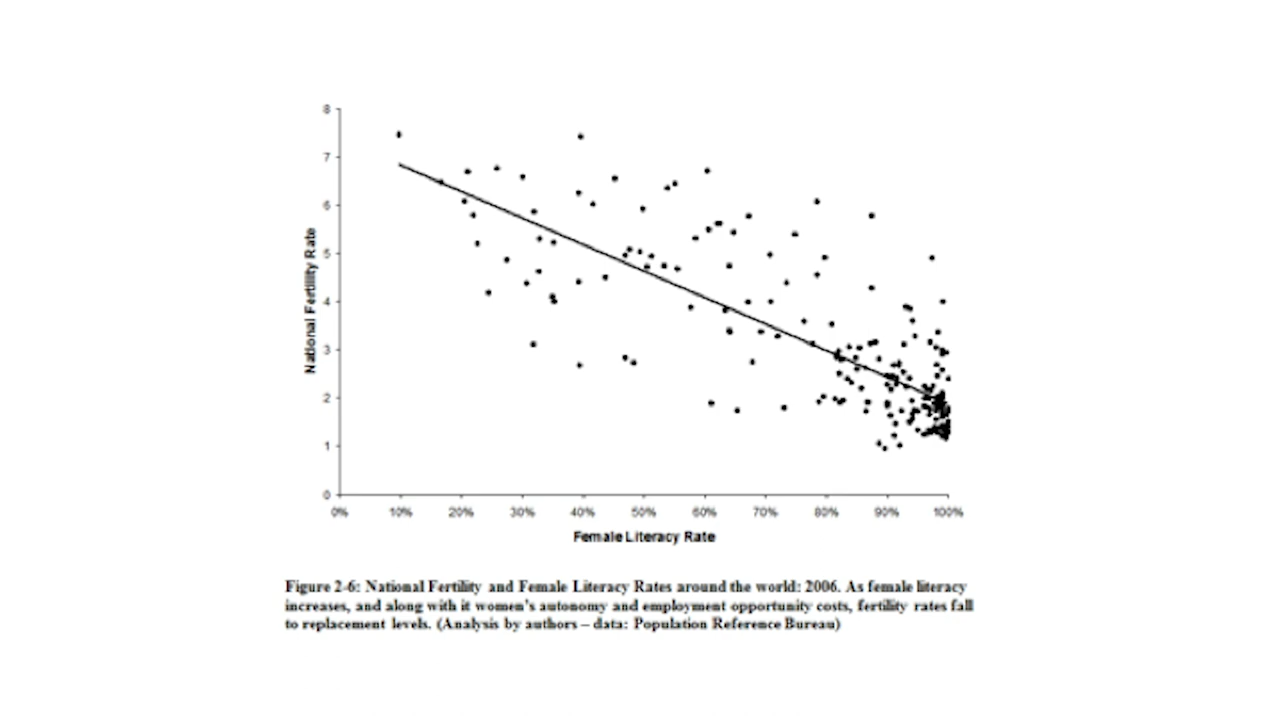 8
7
6
5
4
3
2
1
0
National Fertility Rate
0% 10% 20% 30% 40% 50% 60% 70% 80% 90% 100%
Female Literacy Rate
Figure 2-6: National Fertility and Female Literacy Rates around the world: 2006. As female literacy
increases, and along with it women's autonomy and employment opportunity costs, fertility rates fall
to replacement levels. (Analysis by authors – data: Population Reference Bureau)